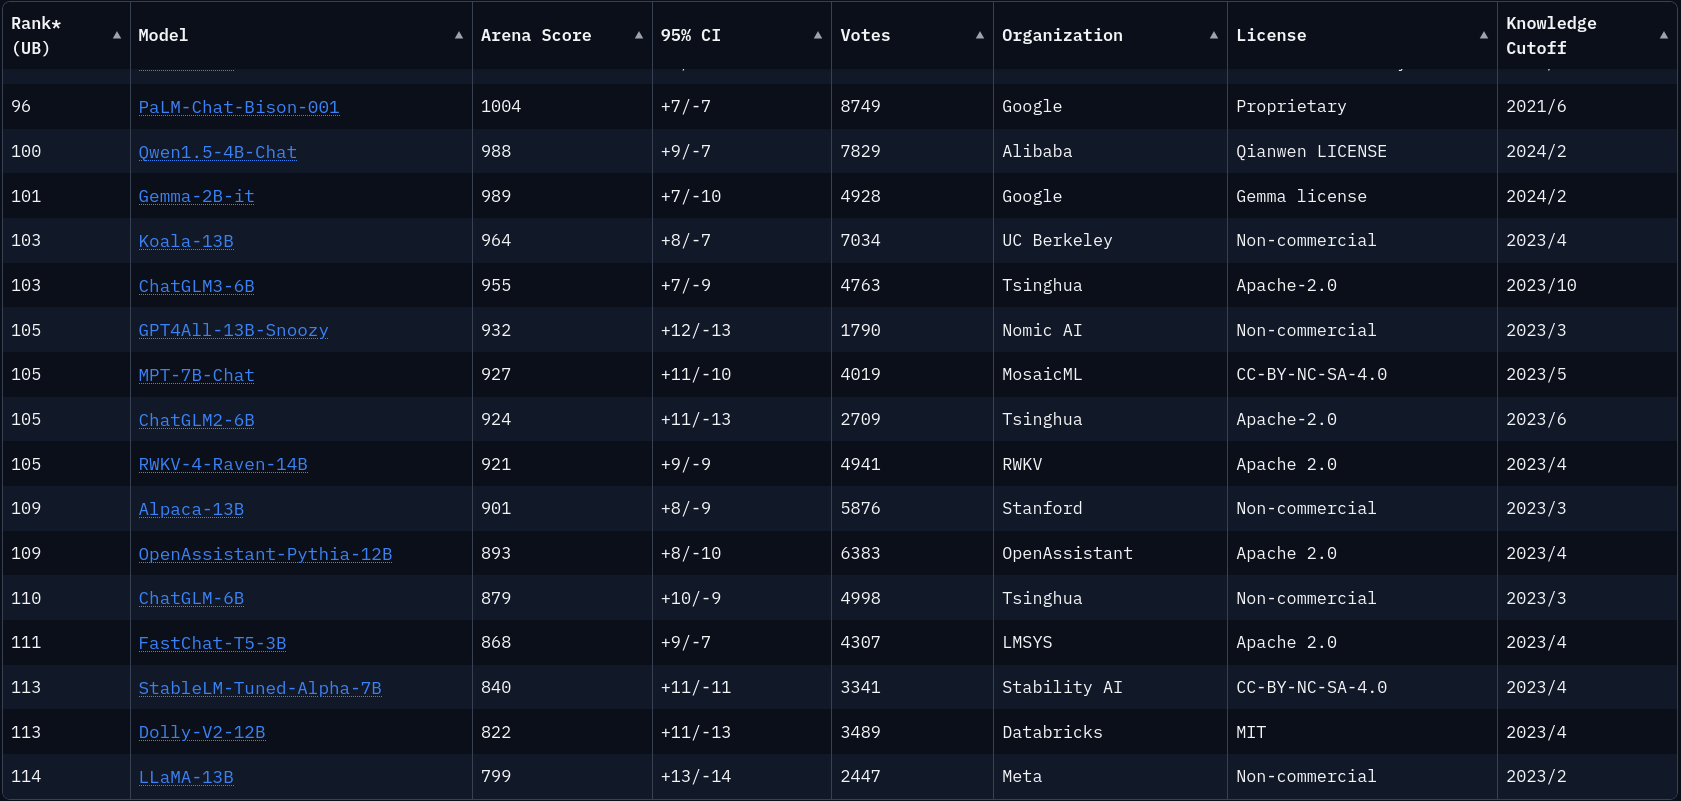 Rank* (UB) ▲ Model ▲ Arena Score ▲ 95% CI ▲ Votes ▲ Organization ▲ License ▲ Knowledge Cutoff ▲
96 PaLM-Chat-Bison-001 1004 +7/-7 8749 Google Proprietary 2021/6
100 Qwen1.5-4B-Chat 988 +9/-7 7829 Alibaba Qianwen LICENSE 2024/2
101 Gemma-2B-it 989 +7/-10 4928 Google Gemma license 2024/2
103 Koala-13B 964 +8/-7 7034 UC Berkeley Non-commercial 2023/4
103 ChatGLM3-6B 955 +7/-9 4763 Tsinghua Apache-2.0 2023/10
105 GPT4All-13B-Snoozy 932 +12/-13 1790 Nomic AI Non-commercial 2023/3
105 MPT-7B-Chat 927 +11/-10 4019 MosaicML CC-BY-NC-SA-4.0 2023/5
105 ChatGLM2-6B 924 +11/-13 2709 Tsinghua Apache-2.0 2023/6
105 RWKV-4-Raven-14B 921 +9/-9 4941 RWKV Apache 2.0 2023/4
109 Alpaca-13B 901 +8/-9 5876 Stanford Non-commercial 2023/3
109 OpenAssistant-Pythia-12B 893 +8/-10 6383 OpenAssistant Apache 2.0 2023/4
110 ChatGLM-6B 879 +10/-9 4998 Tsinghua Non-commercial 2023/3
111 FastChat-T5-3B 868 +9/-7 4307 LMSYS Apache 2.0 2023/4
113 StableLM-Tuned-Alpha-7B 840 +11/-11 3341 Stability AI CC-BY-NC-SA-4.0 2023/4
113 Dolly-V2-12B 822 +11/-13 3489 Databricks MIT 2023/4
114 LLaMA-13B 799 +13/-14 2447 Meta Non-commercial 2023/2